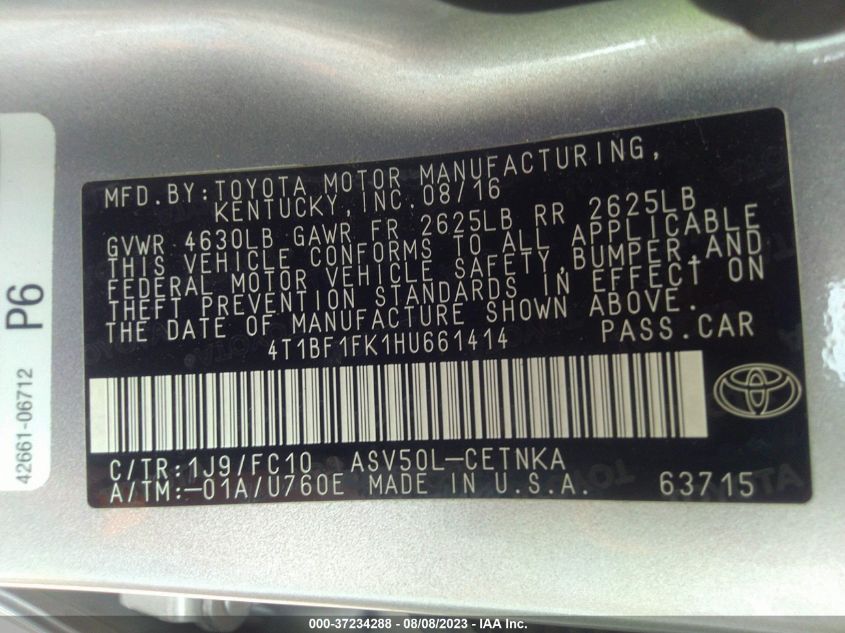 MFD.BY:TOYOTA MOTOR MANUFACTURING,
KENTUCKY,INC.08/16
GVWR 4630LB GAWR FR 2625LB RR 2625LB
THIS VEHICLE CONFORMS TO ALL APPLICABLE
FEDERAL MOTOR VEHICLE SAFETY,BUMPER,AND
THEFT PREVENTION STANDARDS IN EFFECT ON
THE DATE OF MANUFACTURE SHOWN ABOVE.
4T1BF1FK1HU661414 PASS.CAR
C/TR:1J9/FC10 ASV50L-CETNKA
A/TM:-01A/U760E MADE IN U.S.A. 63715
42661-06712 P6
000-37234288 - 08/08/2023 - IAA Inc.